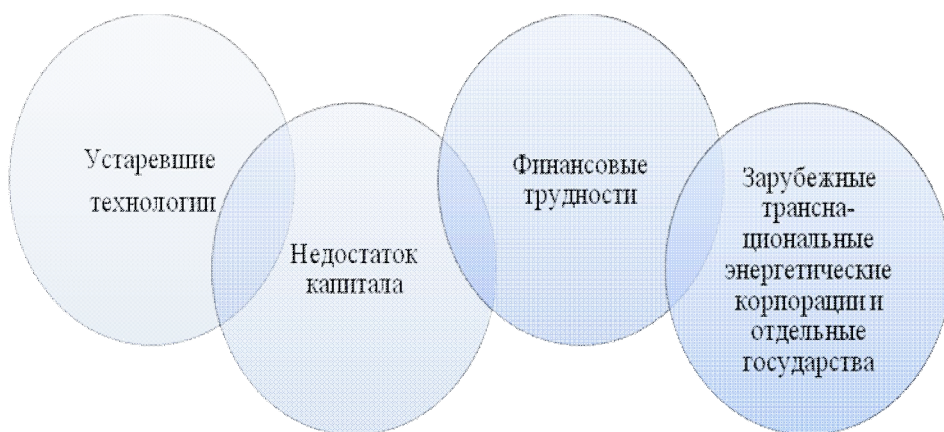 Устаревшие
технологии
Недостаток
капитала
Финансовые
трудности
Зарубежные
трансна-
циональные
энергетические
корпорации и
отдельные
государства